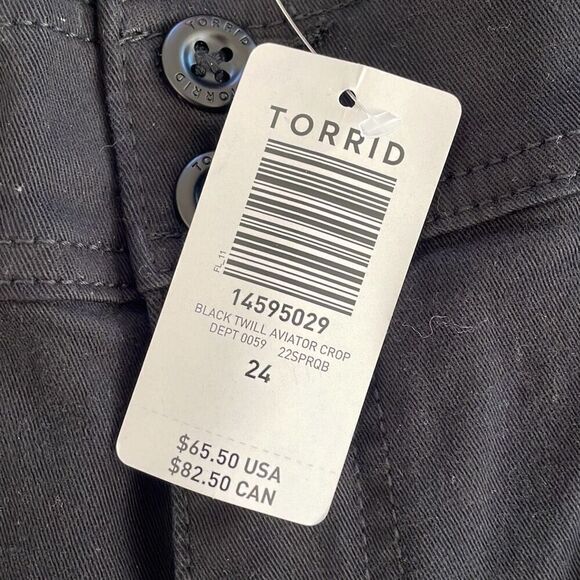 TORRID
TORRID
TO
TORRID
FL_11
14595029
BLACK TWILL AVIATOR CROP
DEPT 0059 22SPRQB
24
$65.50 USA
$82.50 CAN